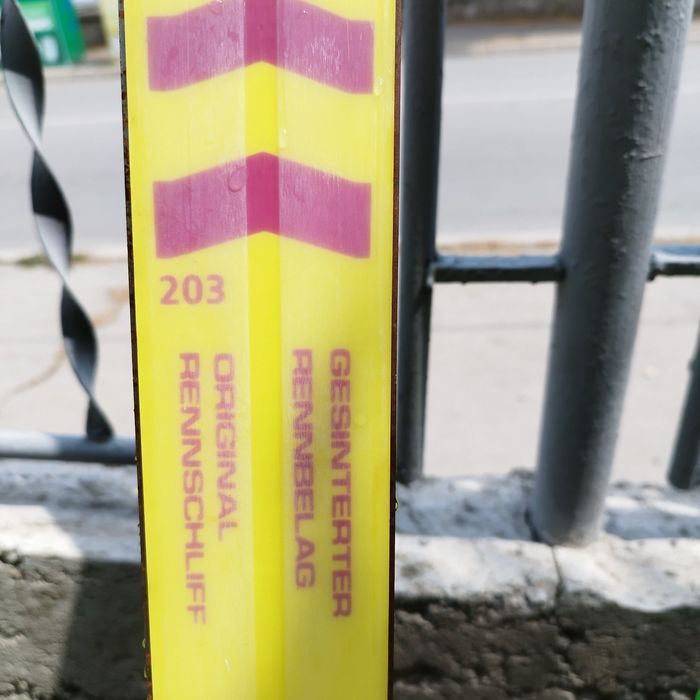 203
ORIGINAL
RENNSCHLIFF
GESINTERTER
RENNBELAG